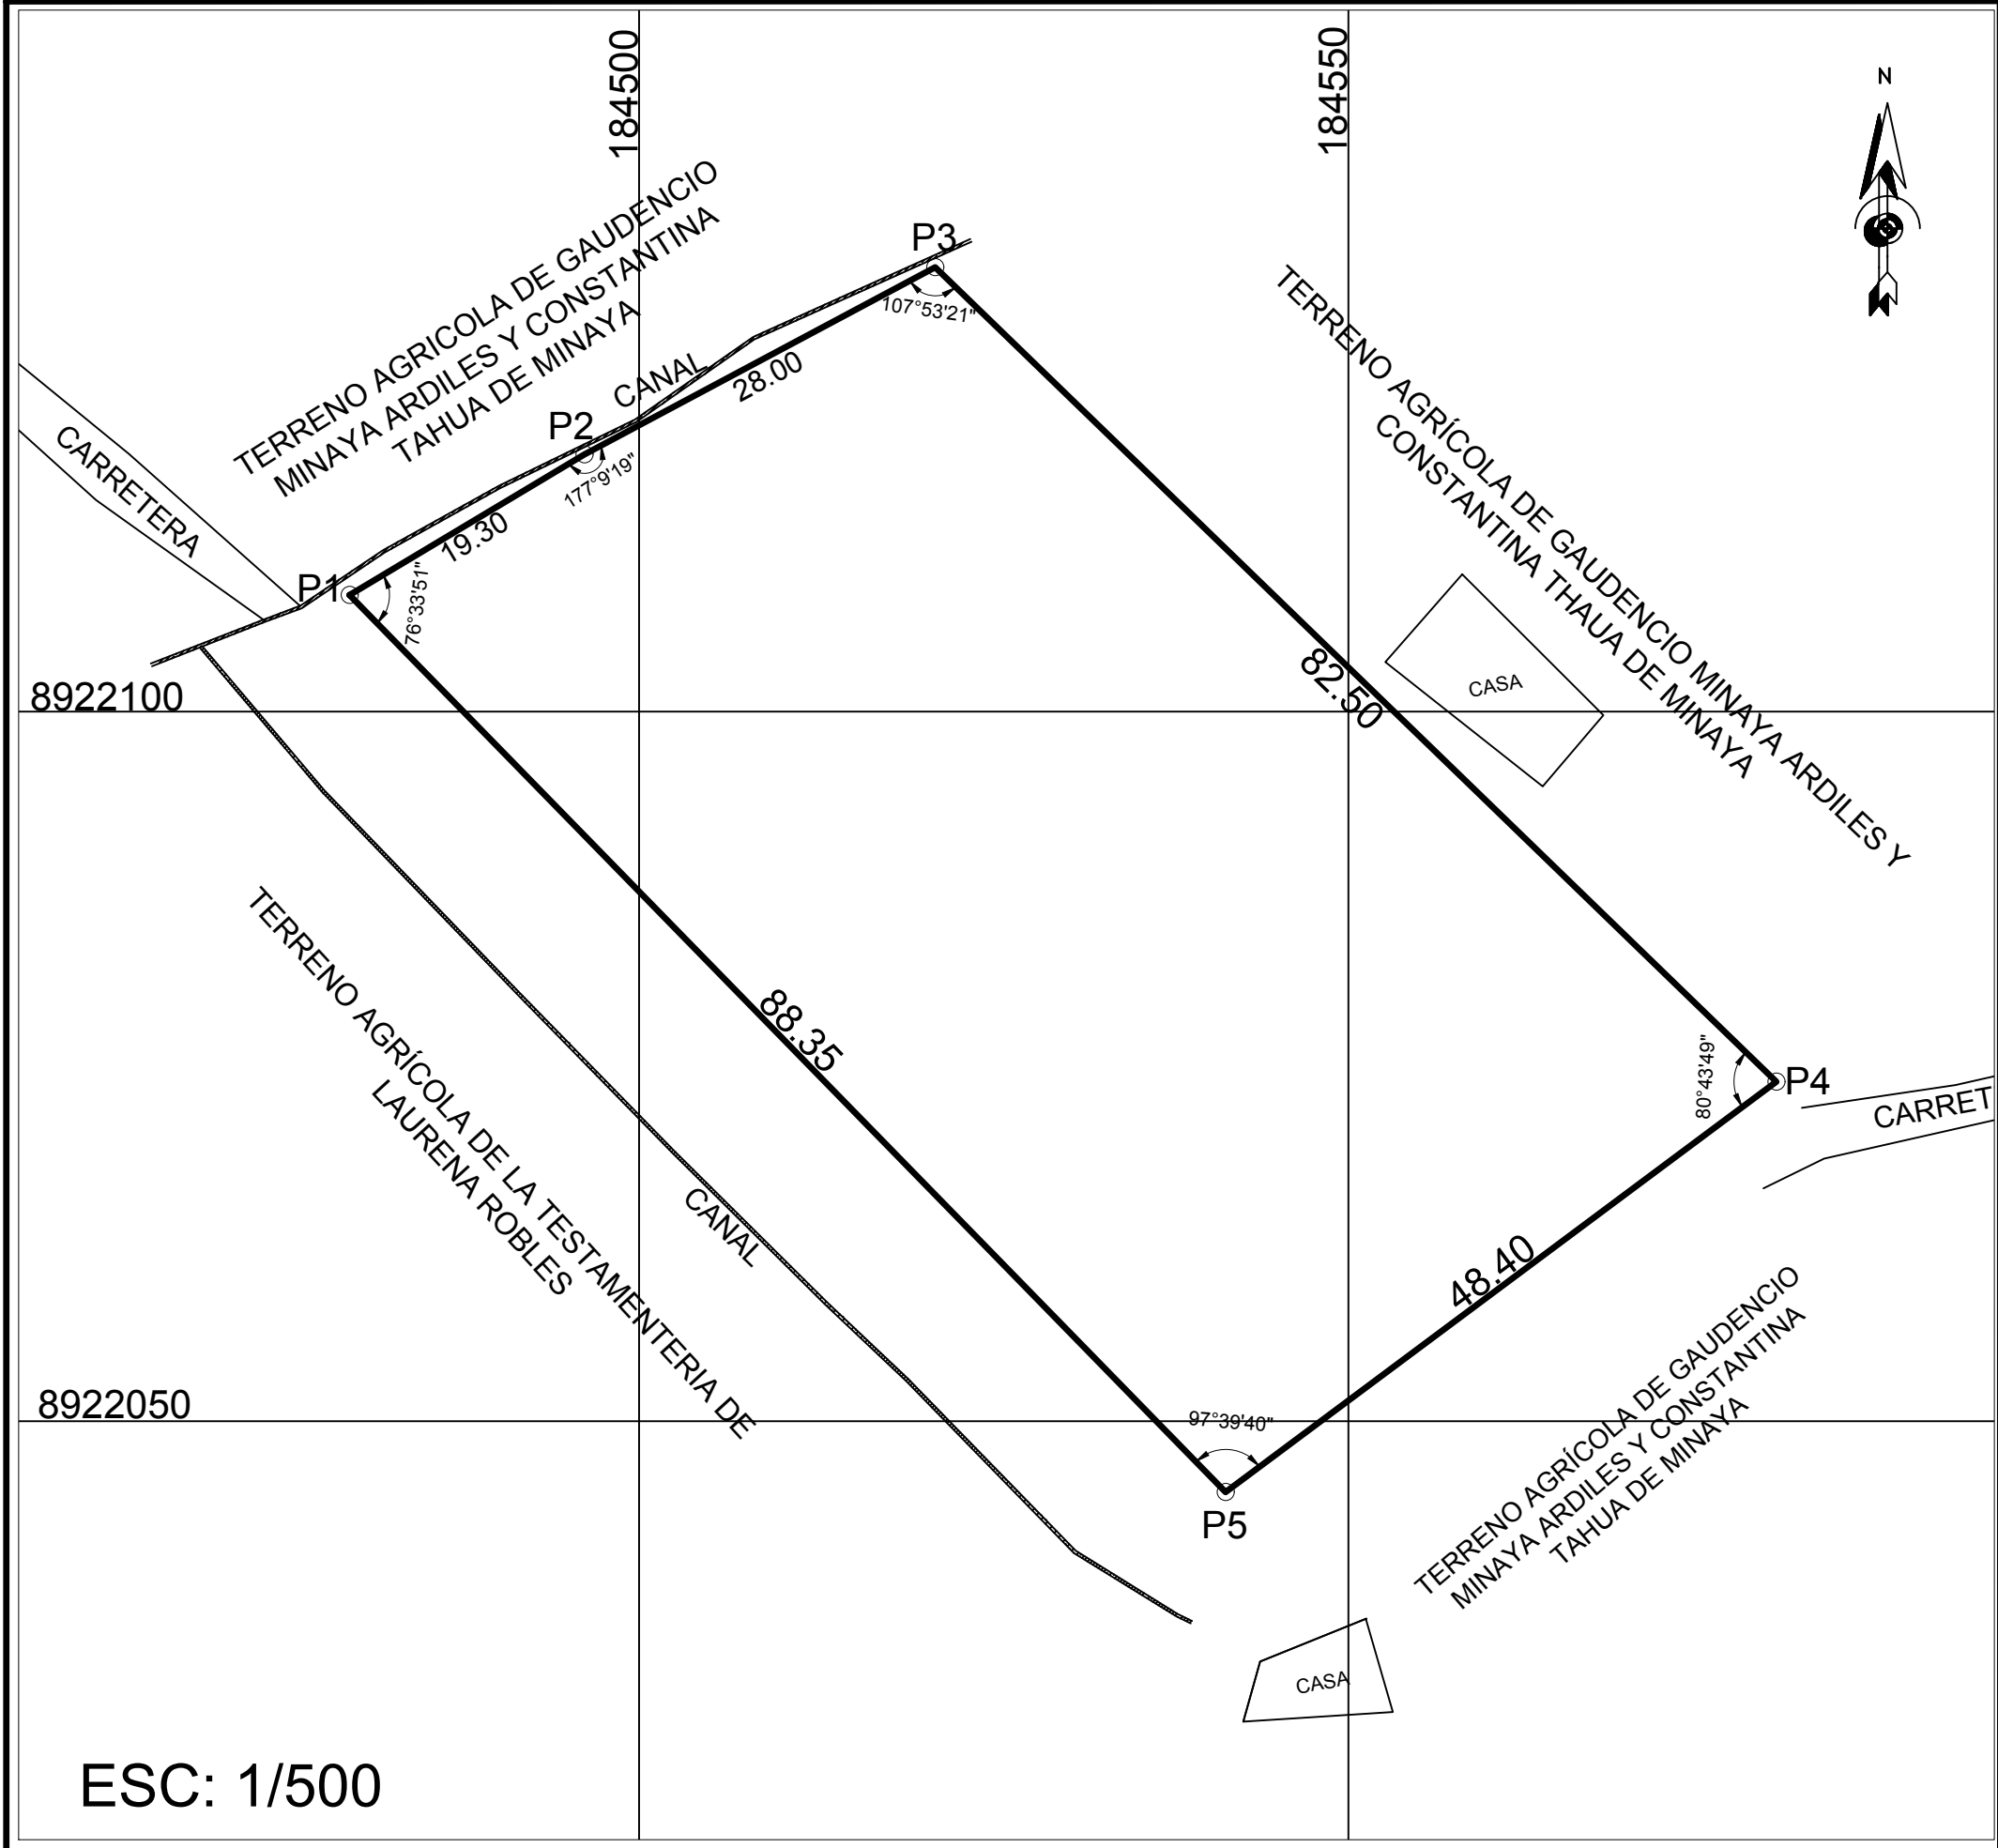 184500
184550
N
TERRENO AGRICOLA DE GAUDENCIO
MINAYA ARDILES Y CONSTANTINA
TAHUA DE MINAYA
P3
107°53'21"
CANAL
28.00
P2
177°9'19"
19.30
CARRETERA
P1
76°33'51"
TERRENO AGRÍCOLA DE GAUDENCIO MINAYA ARDILES Y
CONSTANTINA THAUA DE MINAYA
CASA
82.50
8922100
TERRENO AGRÍCOLA DE LA TESTAMENTERIA DE
LAURENA ROBLES
88.35
CANAL
80°43'49"
P4
CARRET
48.40
8922050
97°39'40"
P5
TERRENO AGRÍCOLA DE GAUDENCIO
MINAYA ARDILES Y CONSTANTINA
TAHUA DE MINAYA
CASA
ESC: 1/500